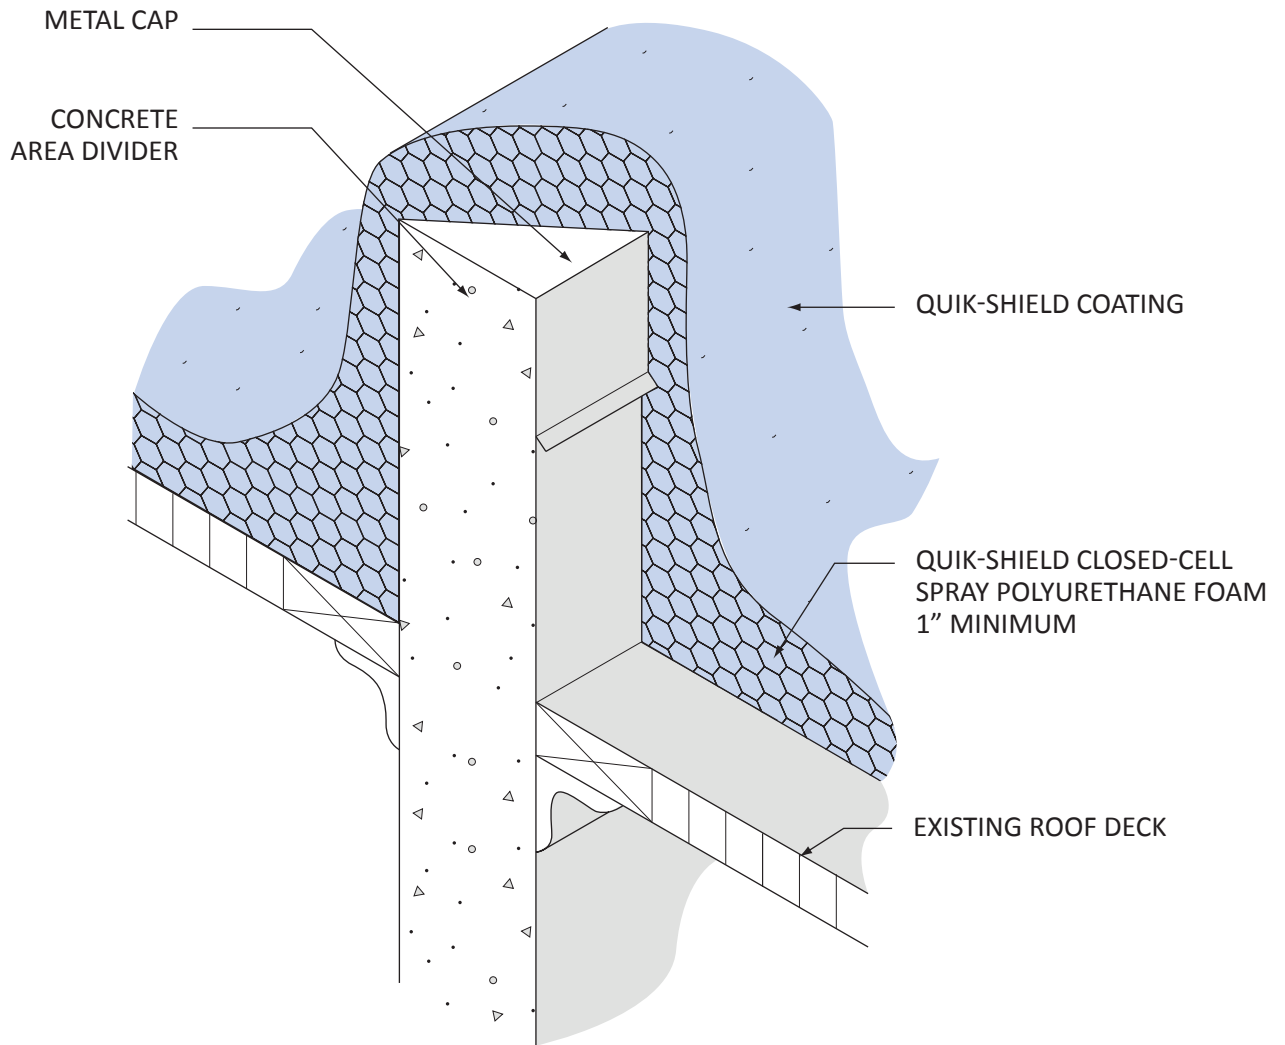 METAL CAP
CONCRETE
AREA DIVIDER
QUIK-SHIELD COATING
QUIK-SHIELD CLOSED-CELL
SPRAY POLYURETHANE FOAM
1” MINIMUM
EXISTING ROOF DECK